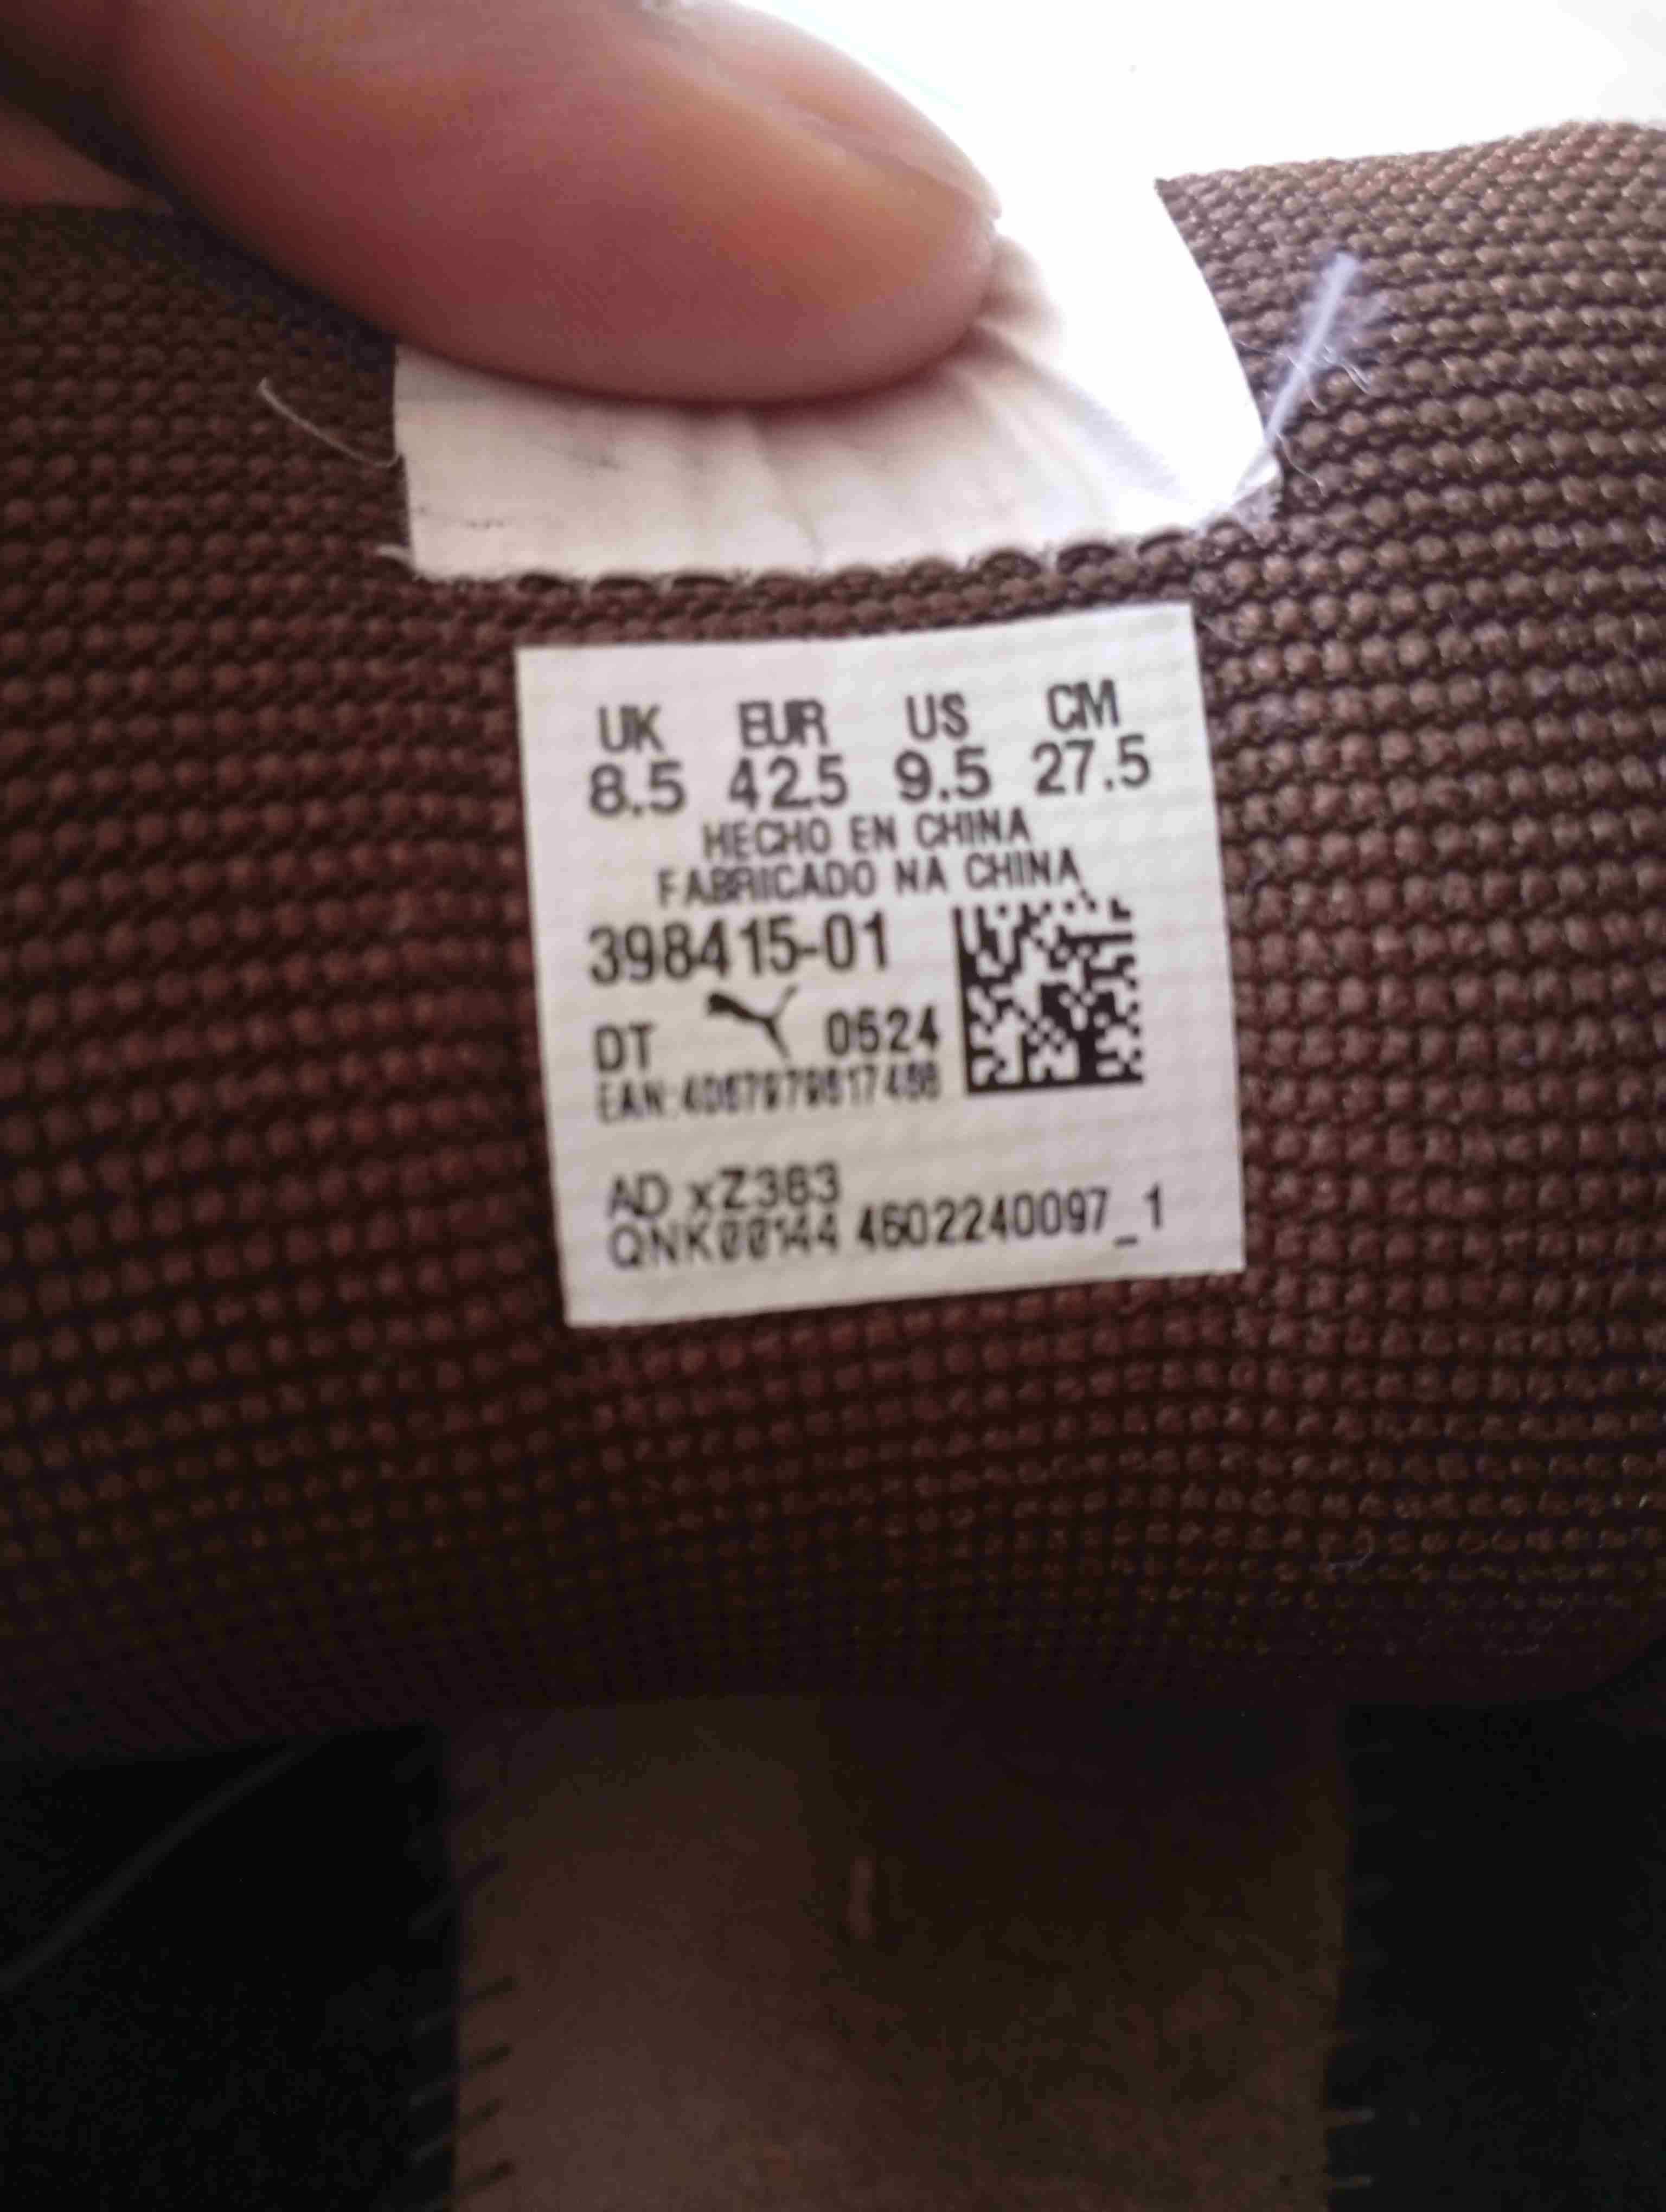 UK EUR US CM
8.5 42.5 9.5 27.5
HECHO EN CHINA
FABRICADO NA CHINA
398415-01
DT 0524
EAN:
AD xZ383
QNK00144 4602240097_1